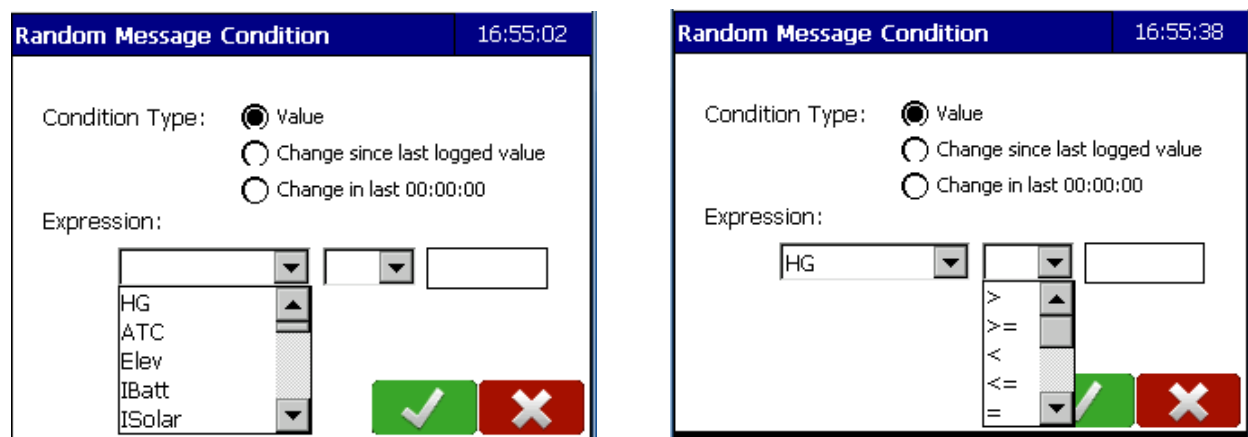 Random Message Condition 16:55:02
Condition Type: Value
Change since last logged value
Change in last 00:00:00
Expression:
HG
ATC
Elev
IBatt
ISolar
Random Message Condition 16:55:38
Condition Type: Value
Change since last logged value
Change in last 00:00:00
Expression:
HG
>
>=
<
<=
=